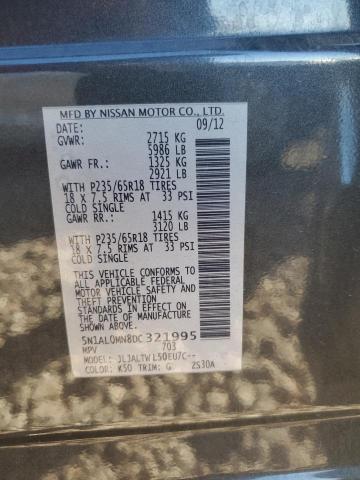 MFD BY NISSAN MOTOR CO., LTD.
DATE: 09/12
GVWR: 2715 KG
5986 LB
GAWR FR.: 1325 KG
2921 LB
WITH P235/65R18 TIRES
18 X 7.5 RIMS AT 33 PSI
COLD SINGLE
GAWR RR.: 1415 KG
3120 LB
WITH P235/65R18 TIRES
18 X 7.5 RIMS AT 33 PSI
COLD SINGLE
THIS VEHICLE CONFORMS TO
ALL APPLICABLE FEDERAL
MOTOR VEHICLE SAFETY AND
THEFT PREVENTION
STANDARDS IN EFFECT ON
THE DATE OF MANUFACTURE
SHOWN ABOVE.
5N1AL0MN8DC321995
MPV 703
MODEL: JLJALTWL50EU7C--
COLOR: K50 TRIM: G ZS30A